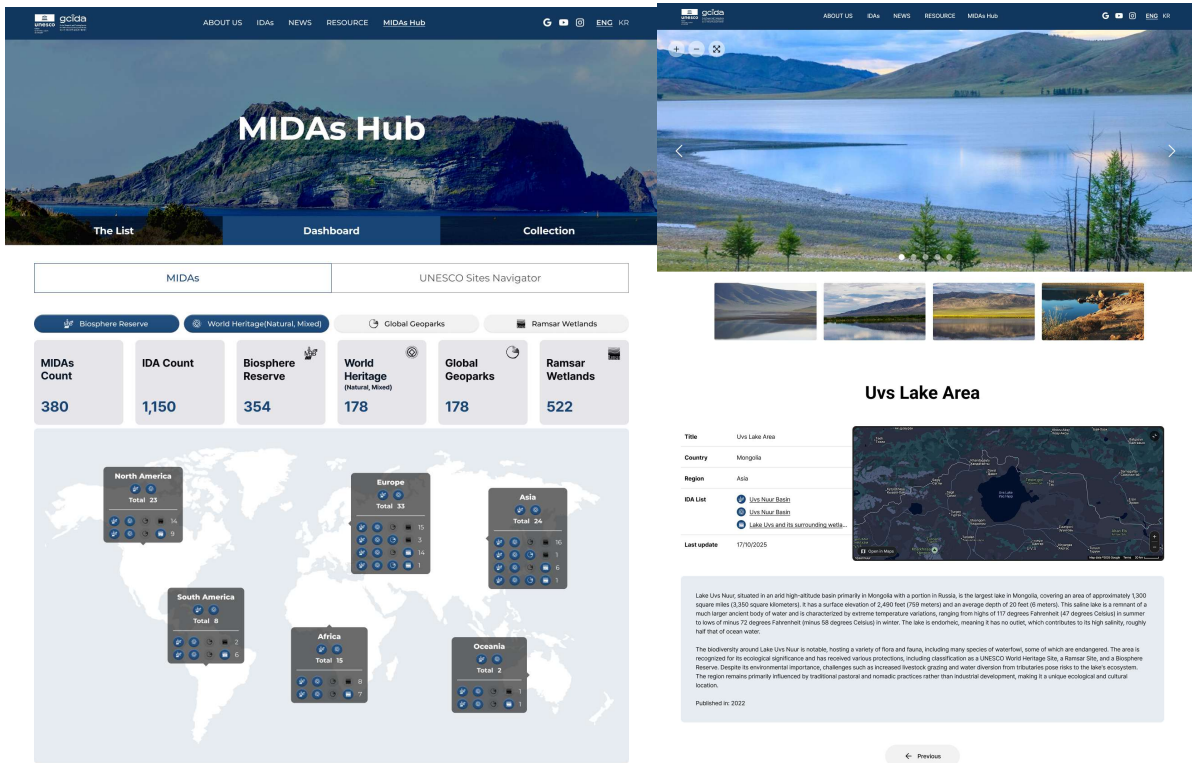 unesco
gcida
ABOUT US IDAs NEWS RESOURCE MIDAs Hub
G ENG KR
MIDAs Hub
The List Dashboard Collection
MIDAs UNESCO Sites Navigator
Biosphere Reserve World Heritage(Natural, Mixed) Global Geoparks Ramsar Wetlands
MIDAs Count
380
IDA Count
1,150
Biosphere Reserve
354
World Heritage
(Natural, Mixed)
178
Global Geoparks
178
Ramsar Wetlands
522
North America
Total 23
14
9
Europe
Total 33
15
3
14
1
Asia
Total 24
16
1
6
1
South America
Total 8
2
6
Africa
Total 15
8
7
Oceania
Total 2
1
1
unesco
gcida
ABOUT US IDAs NEWS RESOURCE MIDAs Hub
G ENG KR
Uvs Lake Area
Title Uvs Lake Area
Country Mongolia
Region Asia
IDA List Uvs Nuur Basin
Uvs Nuur Basin
Lake Uvs and its surrounding wetla...
Last update 17/10/2025
Open in Maps
Lake Uvs Nuur, situated in an arid high-altitude basin primarily in Mongolia with a portion in Russia, is the largest lake in Mongolia, covering an area of approximately 1,300
square miles (3,350 square kilometers). It has a surface elevation of 2,490 feet (759 meters) and an average depth of 20 feet (6 meters). This saline lake is a remnant of a
much larger ancient body of water and is characterized by extreme temperature variations, ranging from highs of 117 degrees Fahrenheit (47 degrees Celsius) in summer
to lows of minus 72 degrees Fahrenheit (minus 58 degrees Celsius) in winter. The lake is endorheic, meaning it has no outlet, which contributes to its high salinity, roughly
half that of ocean water.
The biodiversity around Lake Uvs Nuur is notable, hosting a variety of flora and fauna, including many species of waterfowl, some of which are endangered. The area is
recognized for its ecological significance and has received various protections, including classification as a UNESCO World Heritage Site, a Ramsar Site, and a Biosphere
Reserve. Despite its environmental importance, challenges such as increased livestock grazing and water diversion from tributaries pose risks to the lake's ecosystem.
The region remains primarily influenced by traditional pastoral and nomadic practices rather than industrial development, making it a unique ecological and cultural
location.
Published in: 2022
Previous